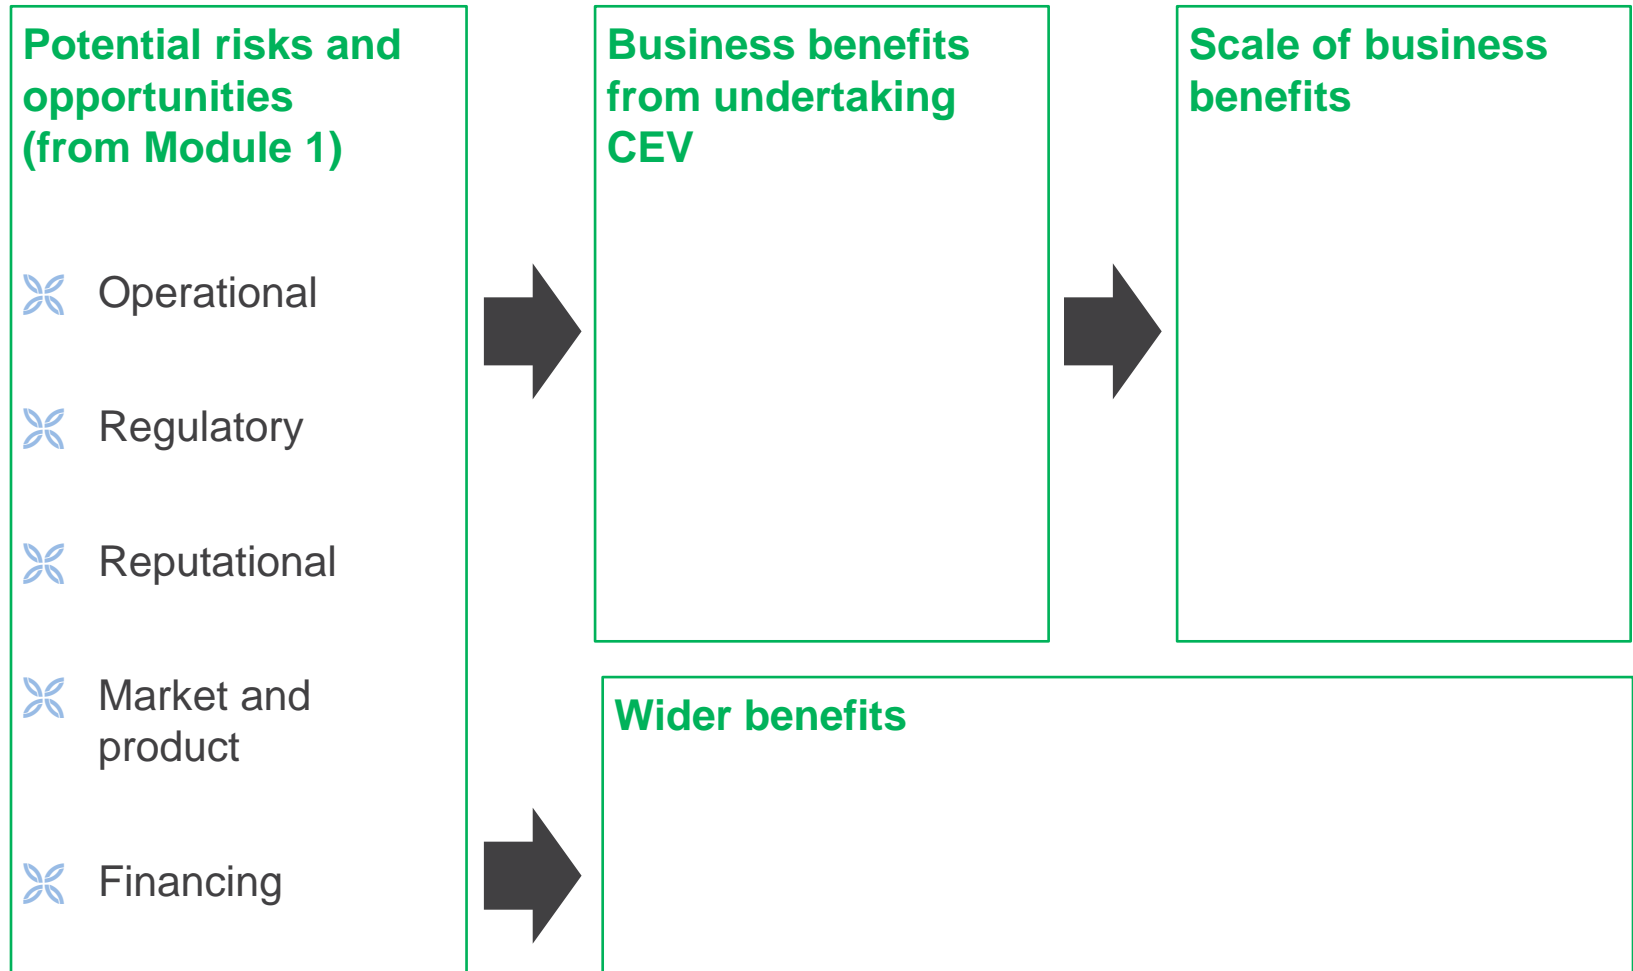 Potential risks and
opportunities
(from Module 1)
Operational
Regulatory
Reputational
Market and
product
Financing
Business benefits
from undertaking
CEV
Scale of business
benefits
Wider benefits